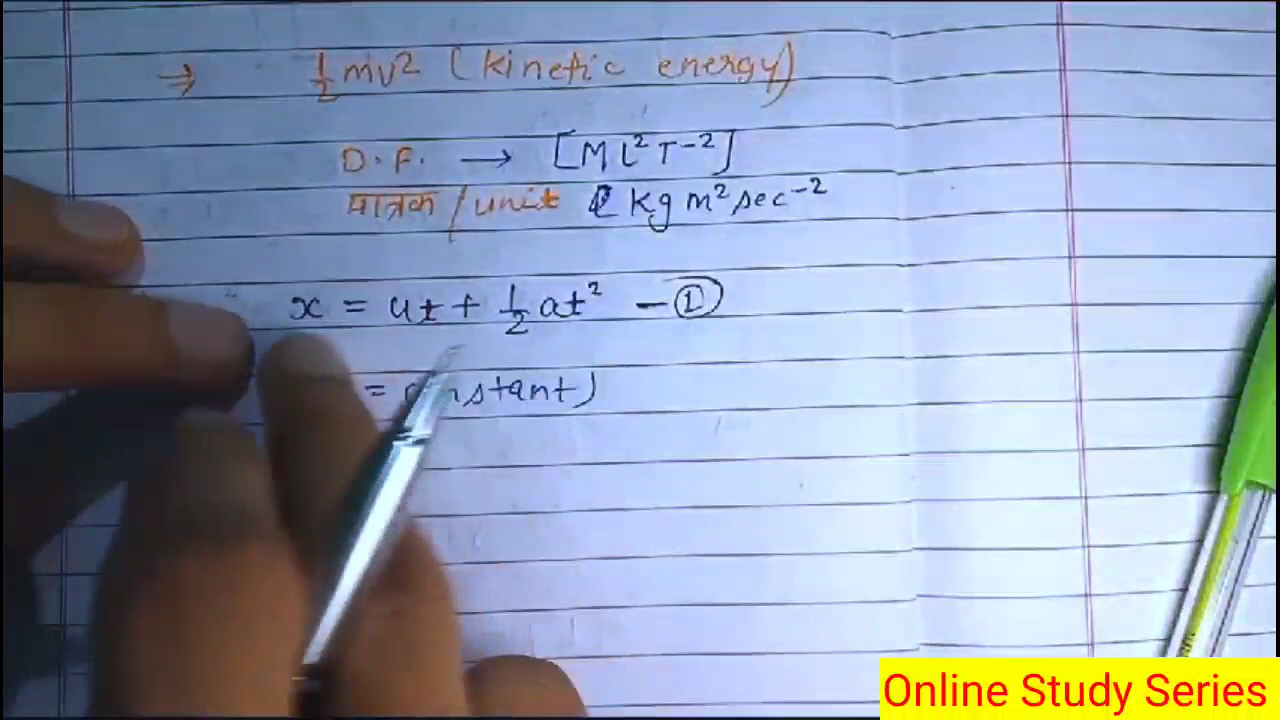 → ½mv² (kinetic energy)
D.F. → [ML²T⁻²]
मात्रक / unit kg m² sec⁻²
x = ut + ½at² — ①
= constant)
Online Study Series